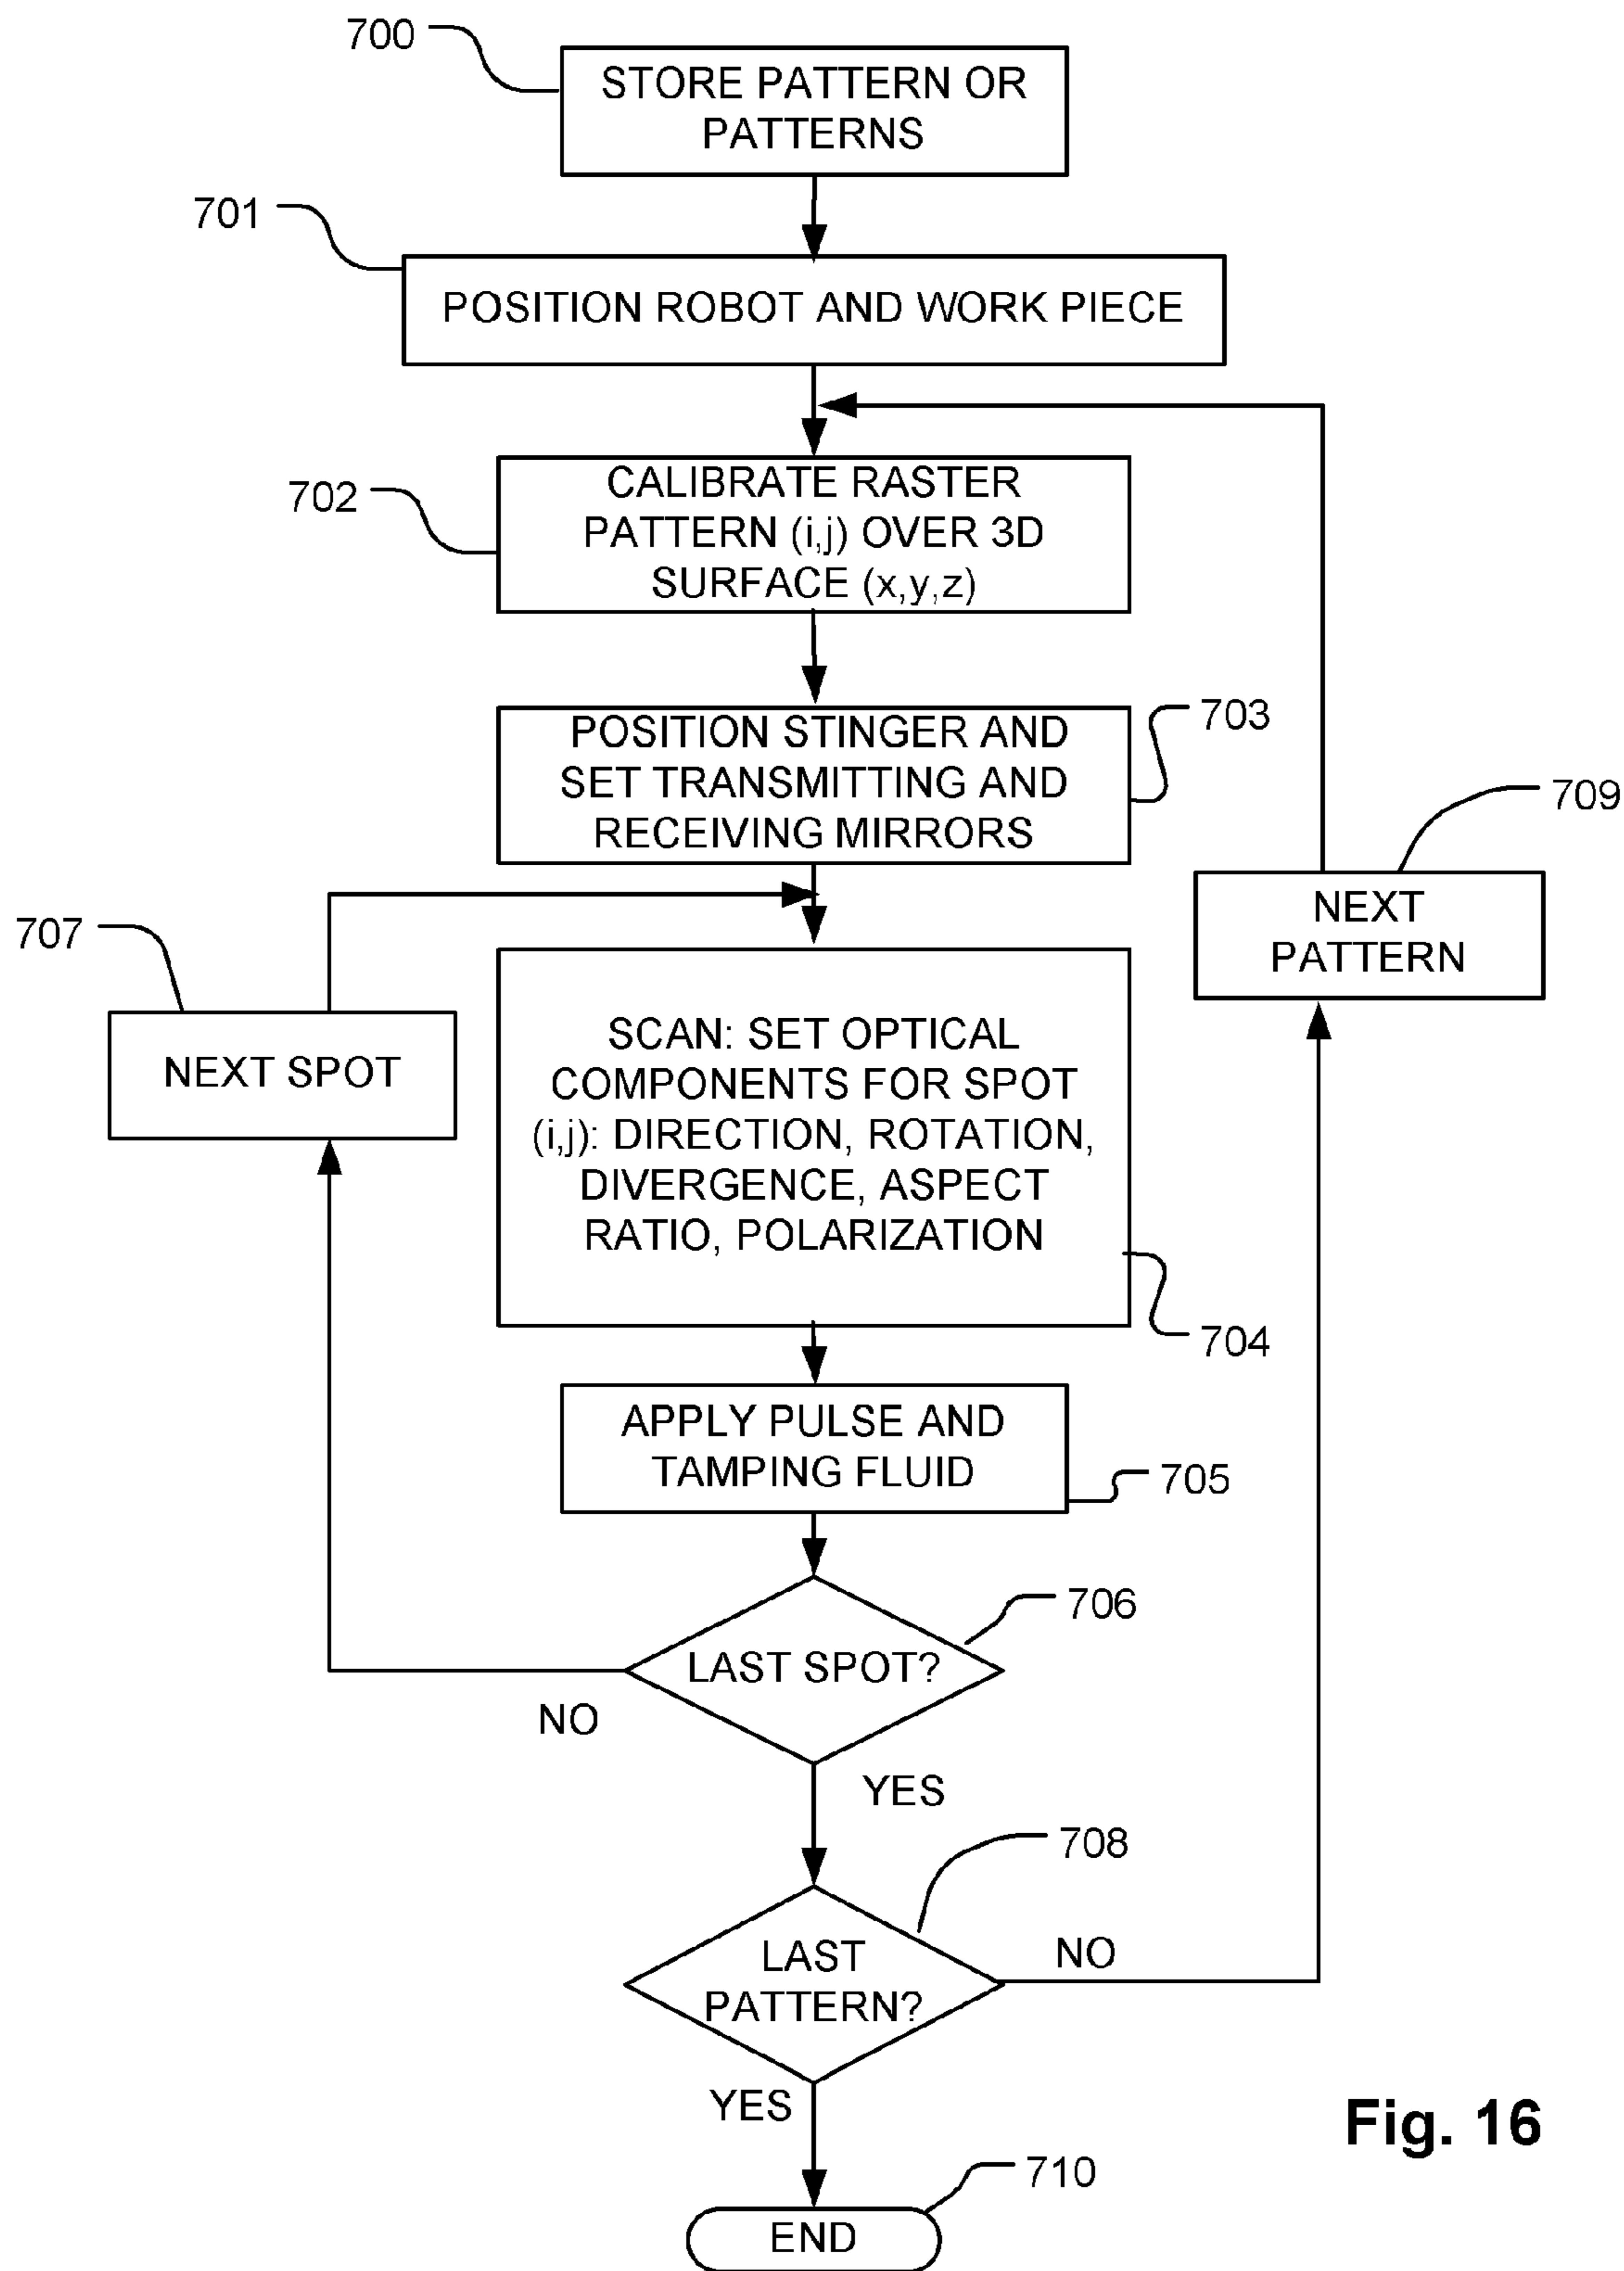 700
STORE PATTERN OR
PATTERNS
701
POSITION ROBOT AND WORK PIECE
702
CALIBRATE RASTER
PATTERN (i,j) OVER 3D
SURFACE (x,y,z)
703
POSITION STINGER AND
SET TRANSMITTING AND
RECEIVING MIRRORS
709
NEXT
PATTERN
707
NEXT SPOT
SCAN: SET OPTICAL
COMPONENTS FOR SPOT
(i,j): DIRECTION, ROTATION,
DIVERGENCE, ASPECT
RATIO, POLARIZATION
704
APPLY PULSE AND
TAMPING FLUID
705
706
LAST SPOT?
NO
YES
708
LAST
PATTERN?
NO
YES
Fig. 16
710
END